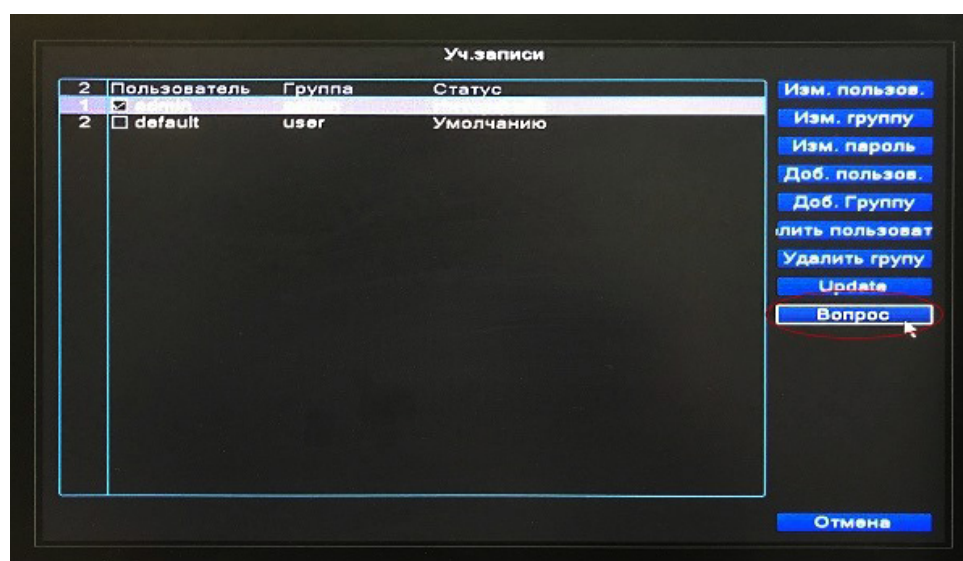 Уч.записи
2 Пользователь Группа Статус
1 admin
2 default user Умолчанию
Изм. пользов.
Изм. группу
Изм. пароль
Доб. пользов.
Доб. Группу
лить пользоват
Удалить групу
Update
Вопрос
Отмена